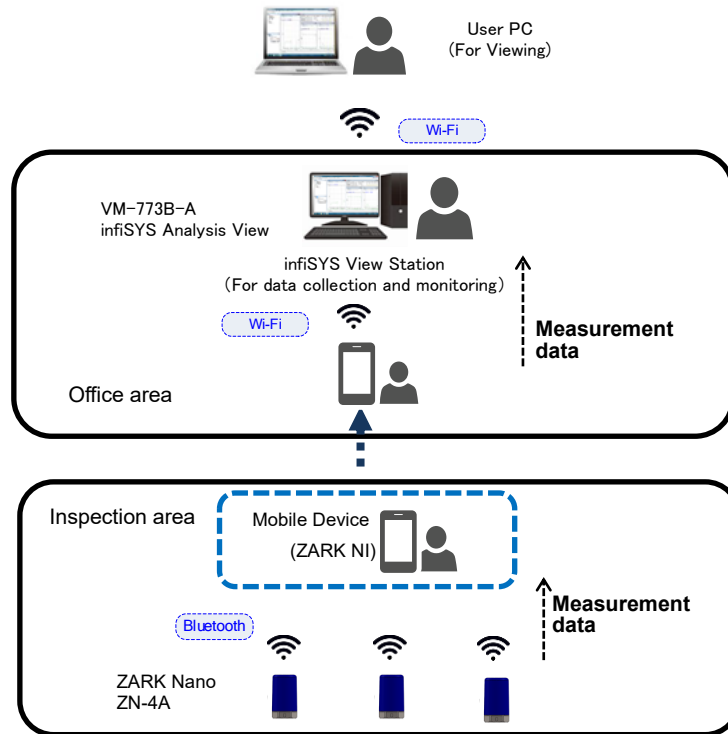 User PC
(For Viewing)
Wi-Fi
VM-773B-A
infiSYS Analysis View
infiSYS View Station
(For data collection and monitoring)
Wi-Fi
Measurement
data
Office area
Inspection area
Mobile Device
(ZARK NI)
Bluetooth
Measurement
data
ZARK Nano
ZN-4A